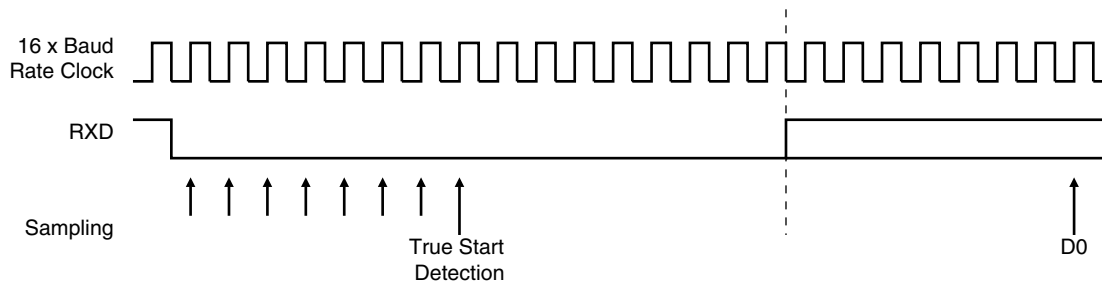 16 x Baud
Rate Clock
RXD
Sampling
True Start
Detection
D0